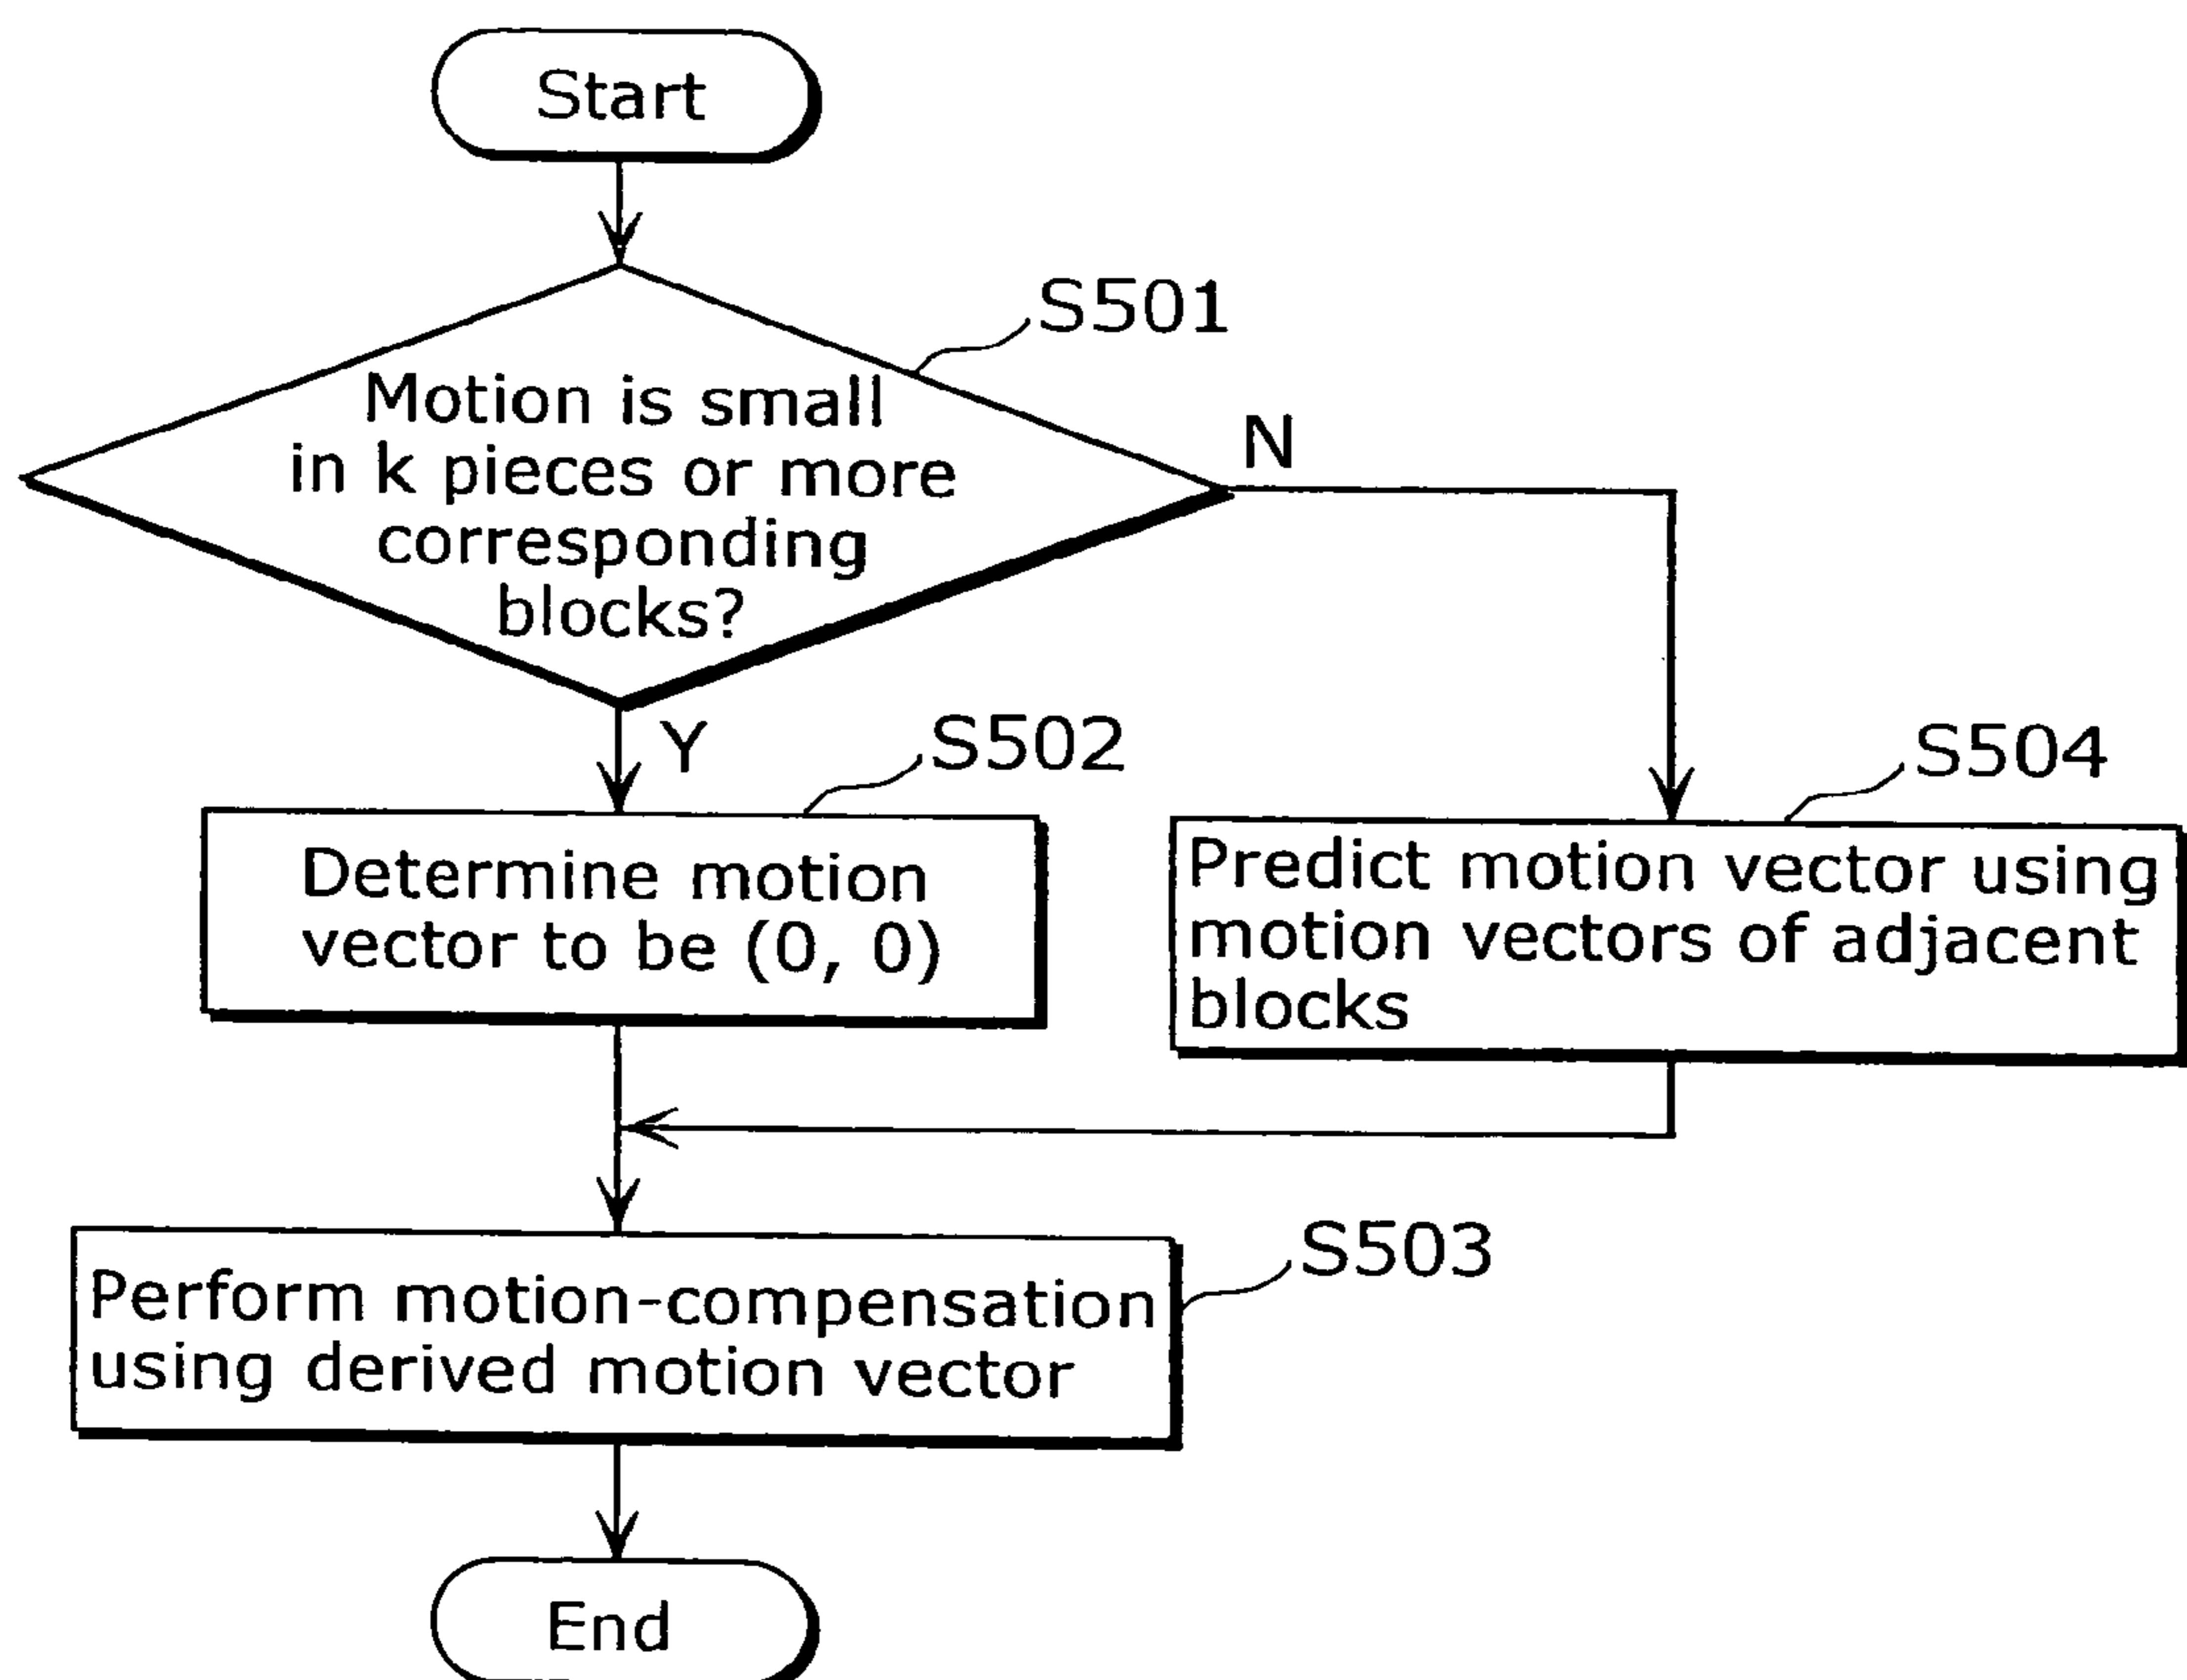 Start
S501
Motion is small
in k pieces or more
corresponding
blocks?
N
Y
S502
Determine motion
vector to be (0, 0)
S504
Predict motion vector using
motion vectors of adjacent
blocks
S503
Perform motion-compensation
using derived motion vector
End